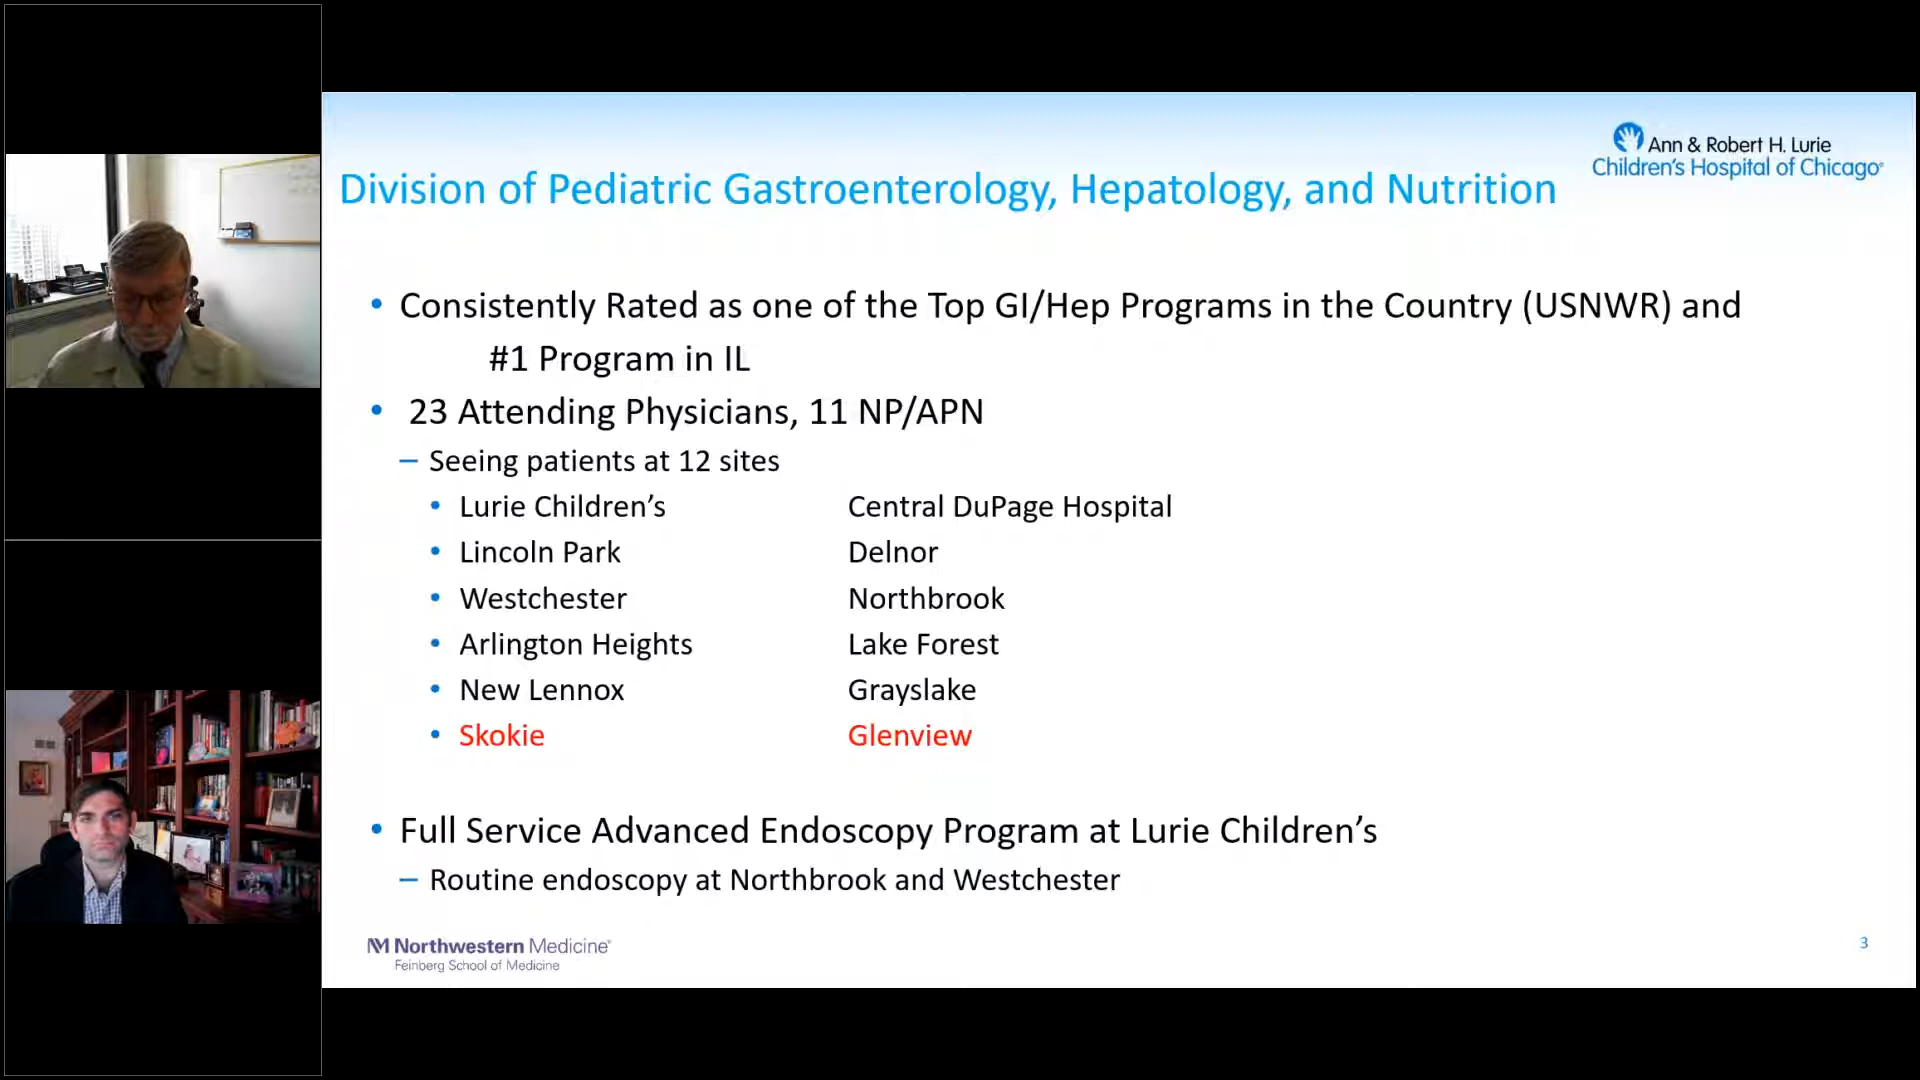 Ann & Robert H. Lurie
Children's Hospital of Chicago®
Division of Pediatric Gastroenterology, Hepatology, and Nutrition
• Consistently Rated as one of the Top GI/Hep Programs in the Country (USNWR) and
#1 Program in IL
• 23 Attending Physicians, 11 NP/APN
– Seeing patients at 12 sites
• Lurie Children’s Central DuPage Hospital
• Lincoln Park Delnor
• Westchester Northbrook
• Arlington Heights Lake Forest
• New Lennox Grayslake
• Skokie Glenview
• Full Service Advanced Endoscopy Program at Lurie Children’s
– Routine endoscopy at Northbrook and Westchester
NM Northwestern Medicine®
Feinberg School of Medicine
3